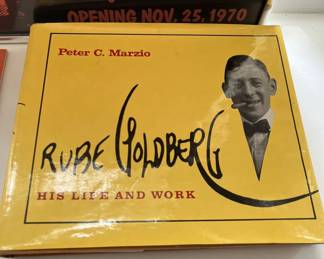 OPENING NOV. 25, 1970
Peter C. Marzio
RUBE GOLDBERG
HIS LIFE AND WORK